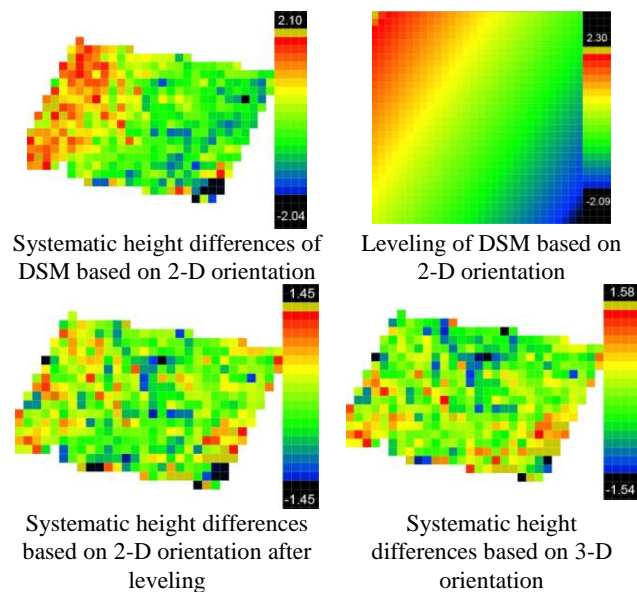 2.10
-2.04
Systematic height differences of
DSM based on 2-D orientation
2.30
-2.09
Leveling of DSM based on
2-D orientation
1.45
-1.45
Systematic height differences
based on 2-D orientation after
leveling
1.58
-1.54
Systematic height
differences based on 3-D
orientation